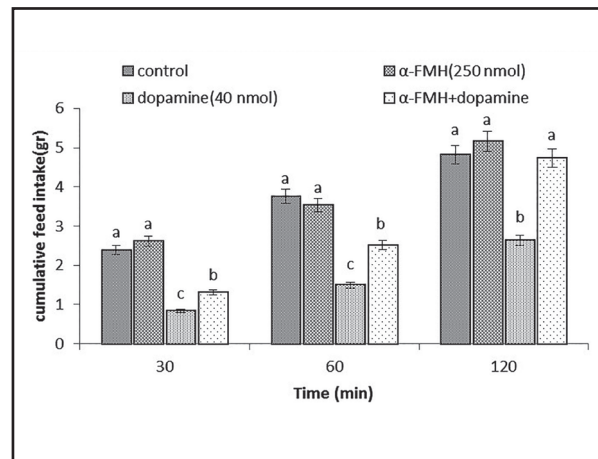 control α-FMH(250 nmol)
dopamine(40 nmol) α-FMH+dopamine
cumulative feed intake(gr)
6
5
4
3
2
1
0
a a c b
a a c b
a a b a
30 60 120
Time (min)